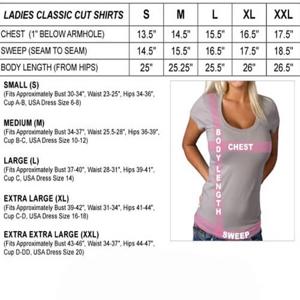 LADIES CLASSIC CUT SHIRTS S M L XL XXL
CHEST (1" BELOW ARMHOLE) 13.5" 14.5" 15.5" 16.5" 17.5"
SWEEP (SEAM TO SEAM) 14.5" 15.5" 16.5" 17.5" 18.5"
BODY LENGTH (FROM HIPS) 25" 25.25" 25.5" 26" 26.5"
SMALL (S)
(Fits Approximately Bust 30-34", Waist 23-25", Hip 34-36",
Cup A-B, USA Dress Size 6-8)
MEDIUM (M)
(Fits Approximately Bust 34-37", Waist 25.5-28", Hip 36-39",
Cup B-C, USA Dress Size 10-12)
LARGE (L)
(Fits Approximately Bust 37-40", Waist 28-31", Hip 39-41",
Cup C, USA Dress Size 14)
EXTRA LARGE (XL)
(Fits Approximately Bust 39-42", Waist 31-34", Hip 41-44",
Cup C-D, USA Dress Size 16-18)
EXTRA EXTRA LARGE (XXL)
(Fits Approximately Bust 43-46", Waist 34-37", Hip 44-47",
Cup D-DD, USA Dress Size 20)
CHEST
BODY LENGTH
SWEEP